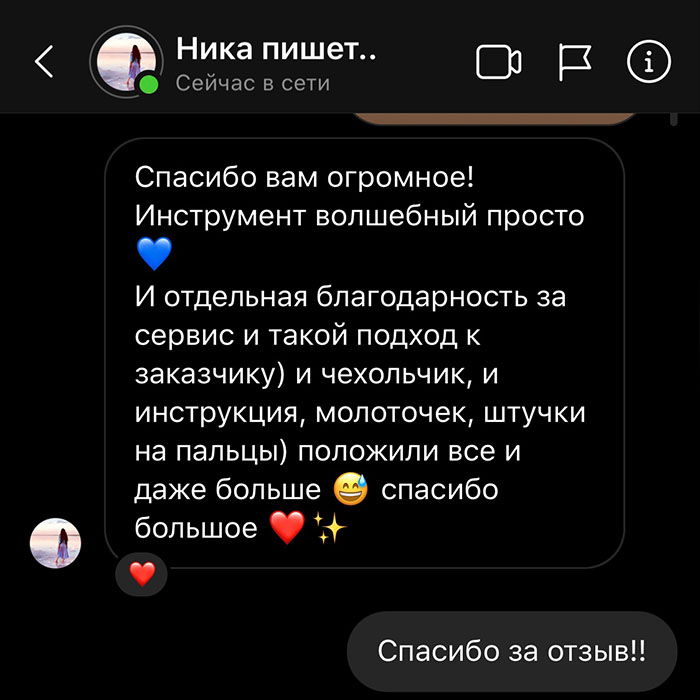 Ника пишет..
Сейчас в сети
Спасибо вам огромное!
Инструмент волшебный просто
💙
И отдельная благодарность за
сервис и такой подход к
заказчику) и чехольчик, и
инструкция, молоточек, штучки
на пальцы) положили все и
даже больше 😅 спасибо
большое ❤️✨
❤️
Спасибо за отзыв!!